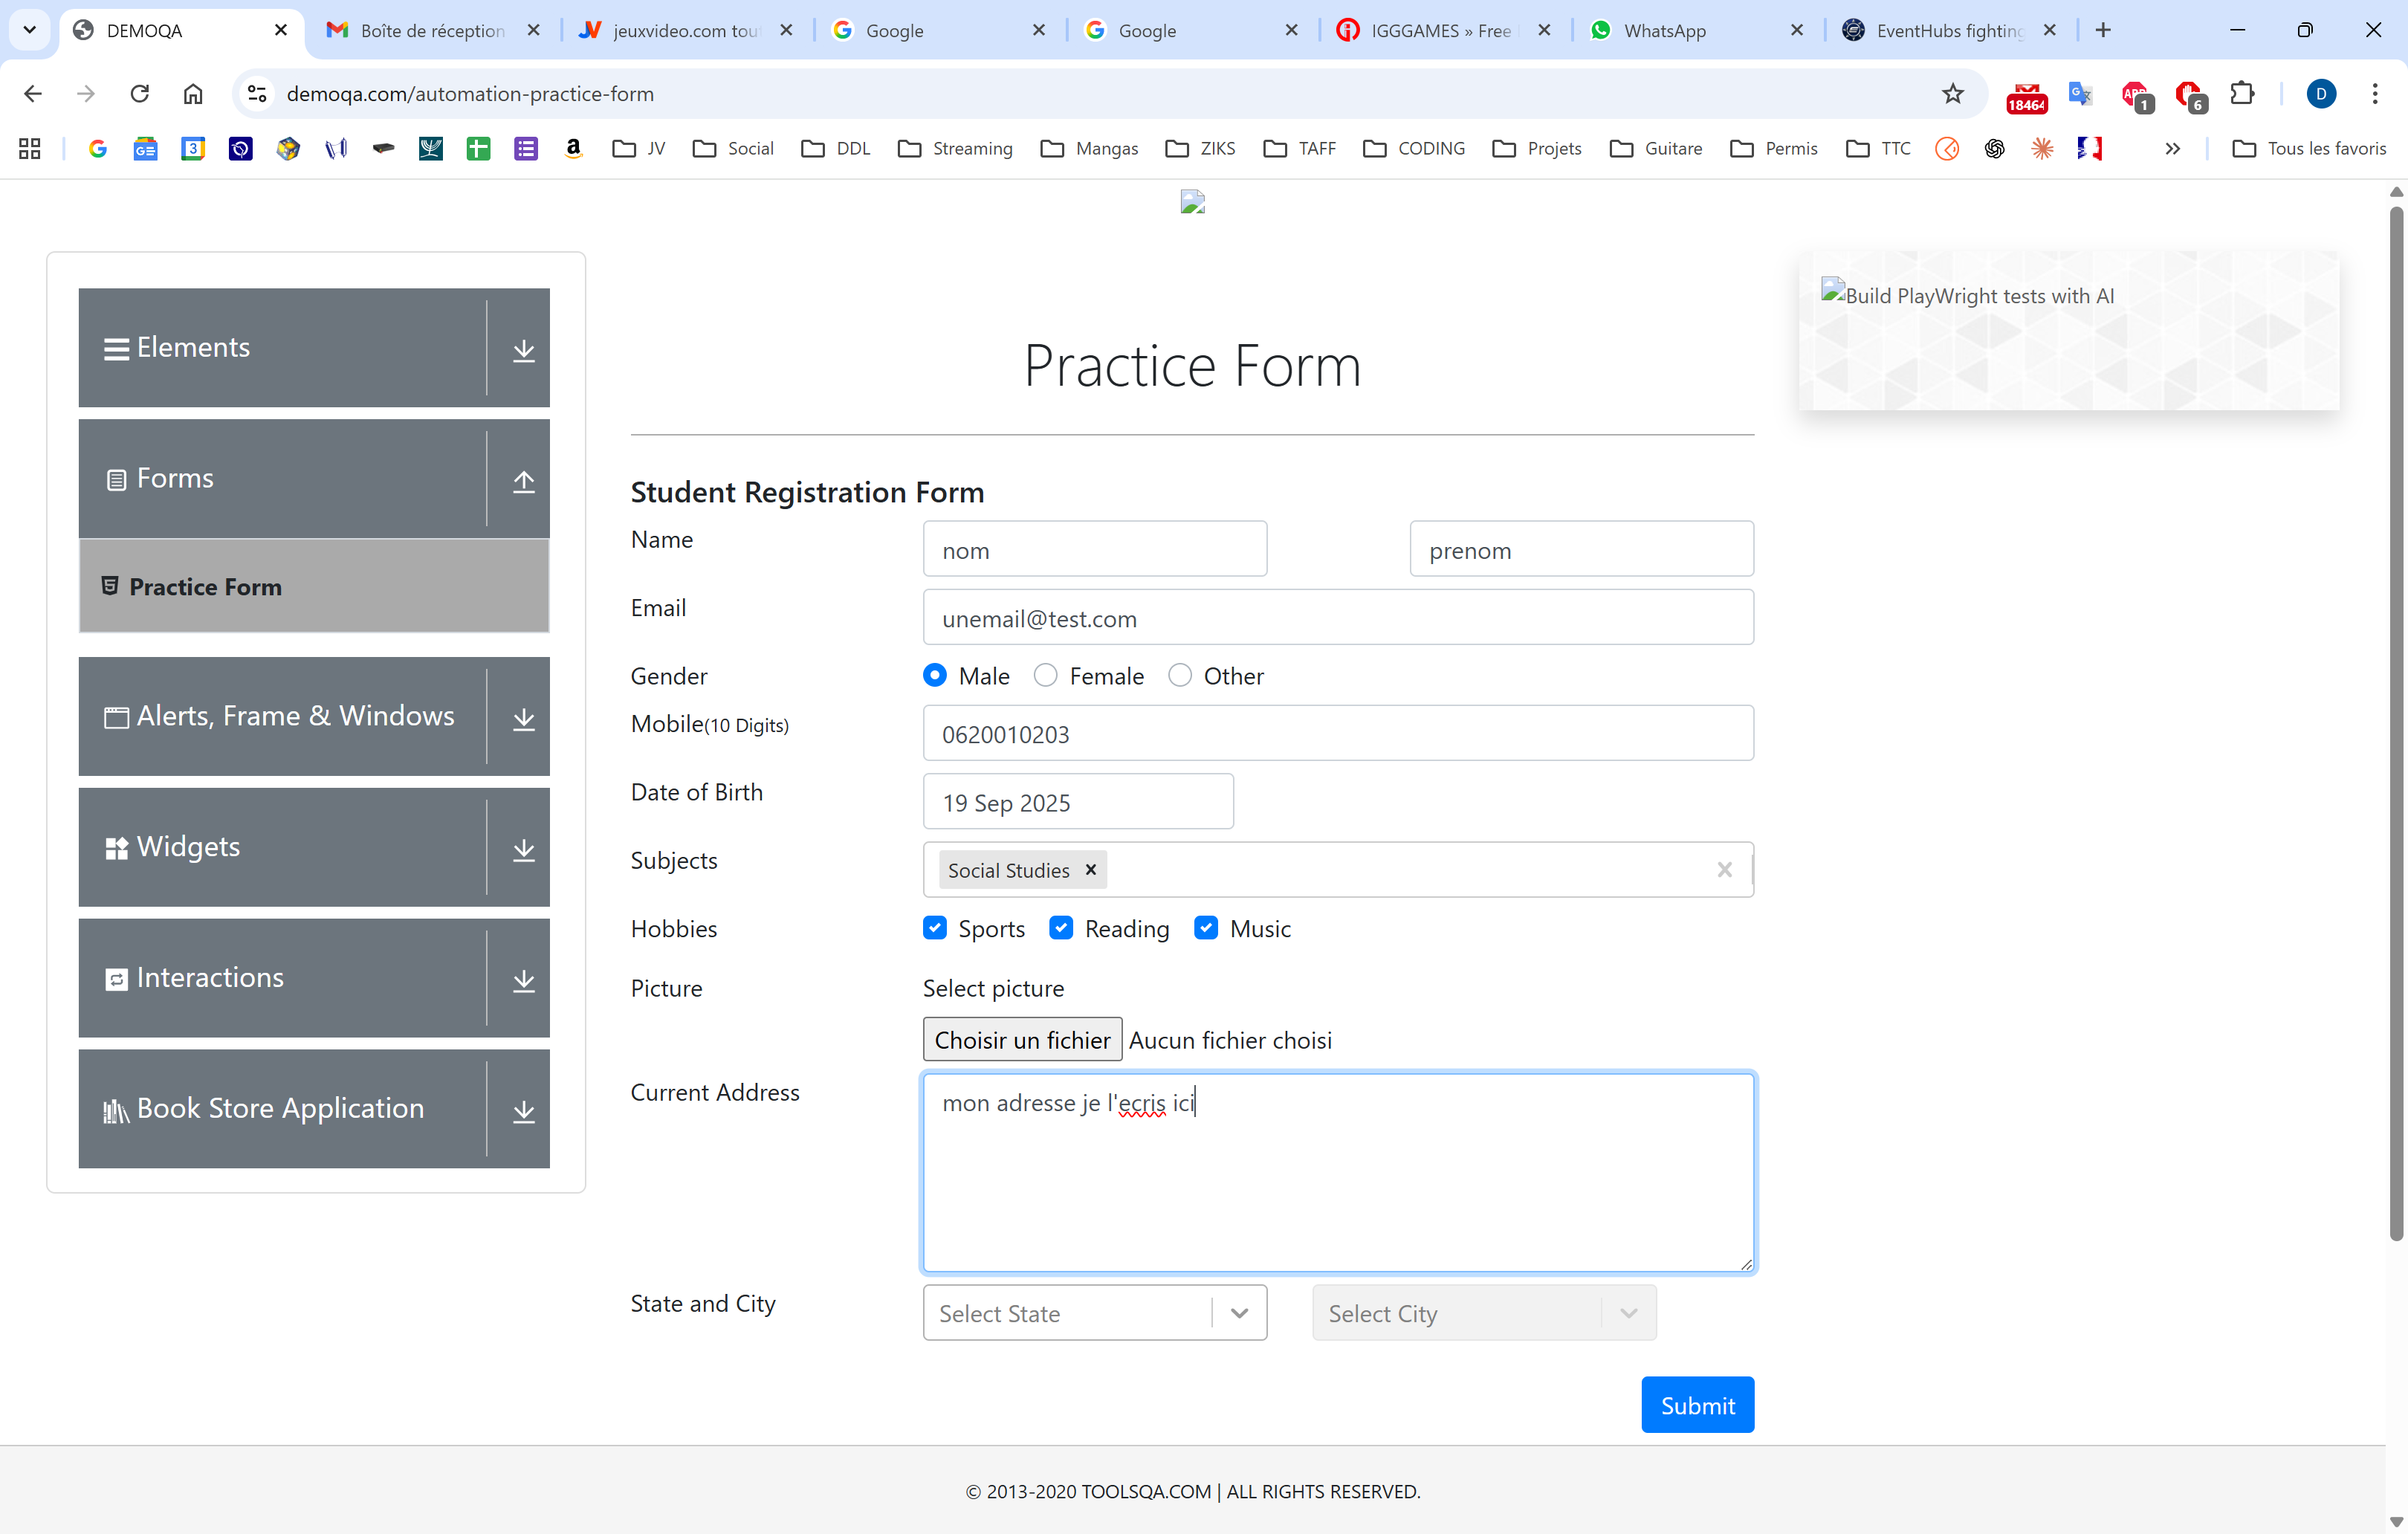 DEMOQA
Boîte de réception
jeuxvideo.com tou
Google
Google
IGGGAMES » Free
WhatsApp
EventHubs fighting
demoqa.com/automation-practice-form
18464
1
6
D
JV
Social
DDL
Streaming
Mangas
ZIKS
TAFF
CODING
Projets
Guitare
Permis
TTC
Tous les favoris
Elements
Forms
Practice Form
Alerts, Frame & Windows
Widgets
Interactions
Book Store Application
Practice Form
Student Registration Form
Name
nom
prenom
Email
unemail@test.com
Gender
Male
Female
Other
Mobile(10 Digits)
0620010203
Date of Birth
19 Sep 2025
Subjects
Social Studies
Hobbies
Sports
Reading
Music
Picture
Select picture
Choisir un fichier Aucun fichier choisi
Current Address
mon adresse je l'ecris ici
State and City
Select State
Select City
Submit
Build PlayWright tests with AI
© 2013-2020 TOOLSQA.COM | ALL RIGHTS RESERVED.